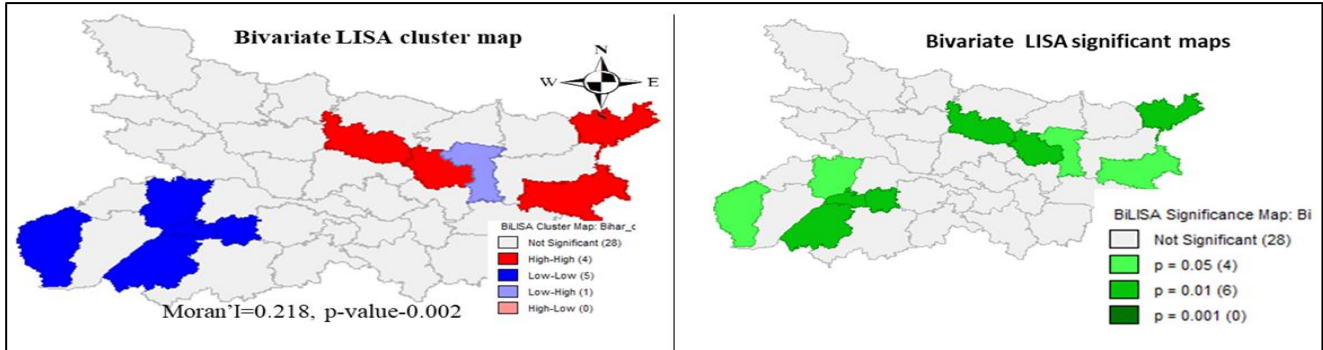 Bivariate LISA cluster map
N
W E
BiLISA Cluster Map: Bihar_c
Not Significant (28)
High-High (4)
Low-Low (5)
Low-High (1)
High-Low (0)
Moran'I=0.218, p-value-0.002
Bivariate LISA significant maps
BiLISA Significance Map: Bi
Not Significant (28)
p = 0.05 (4)
p = 0.01 (6)
p = 0.001 (0)